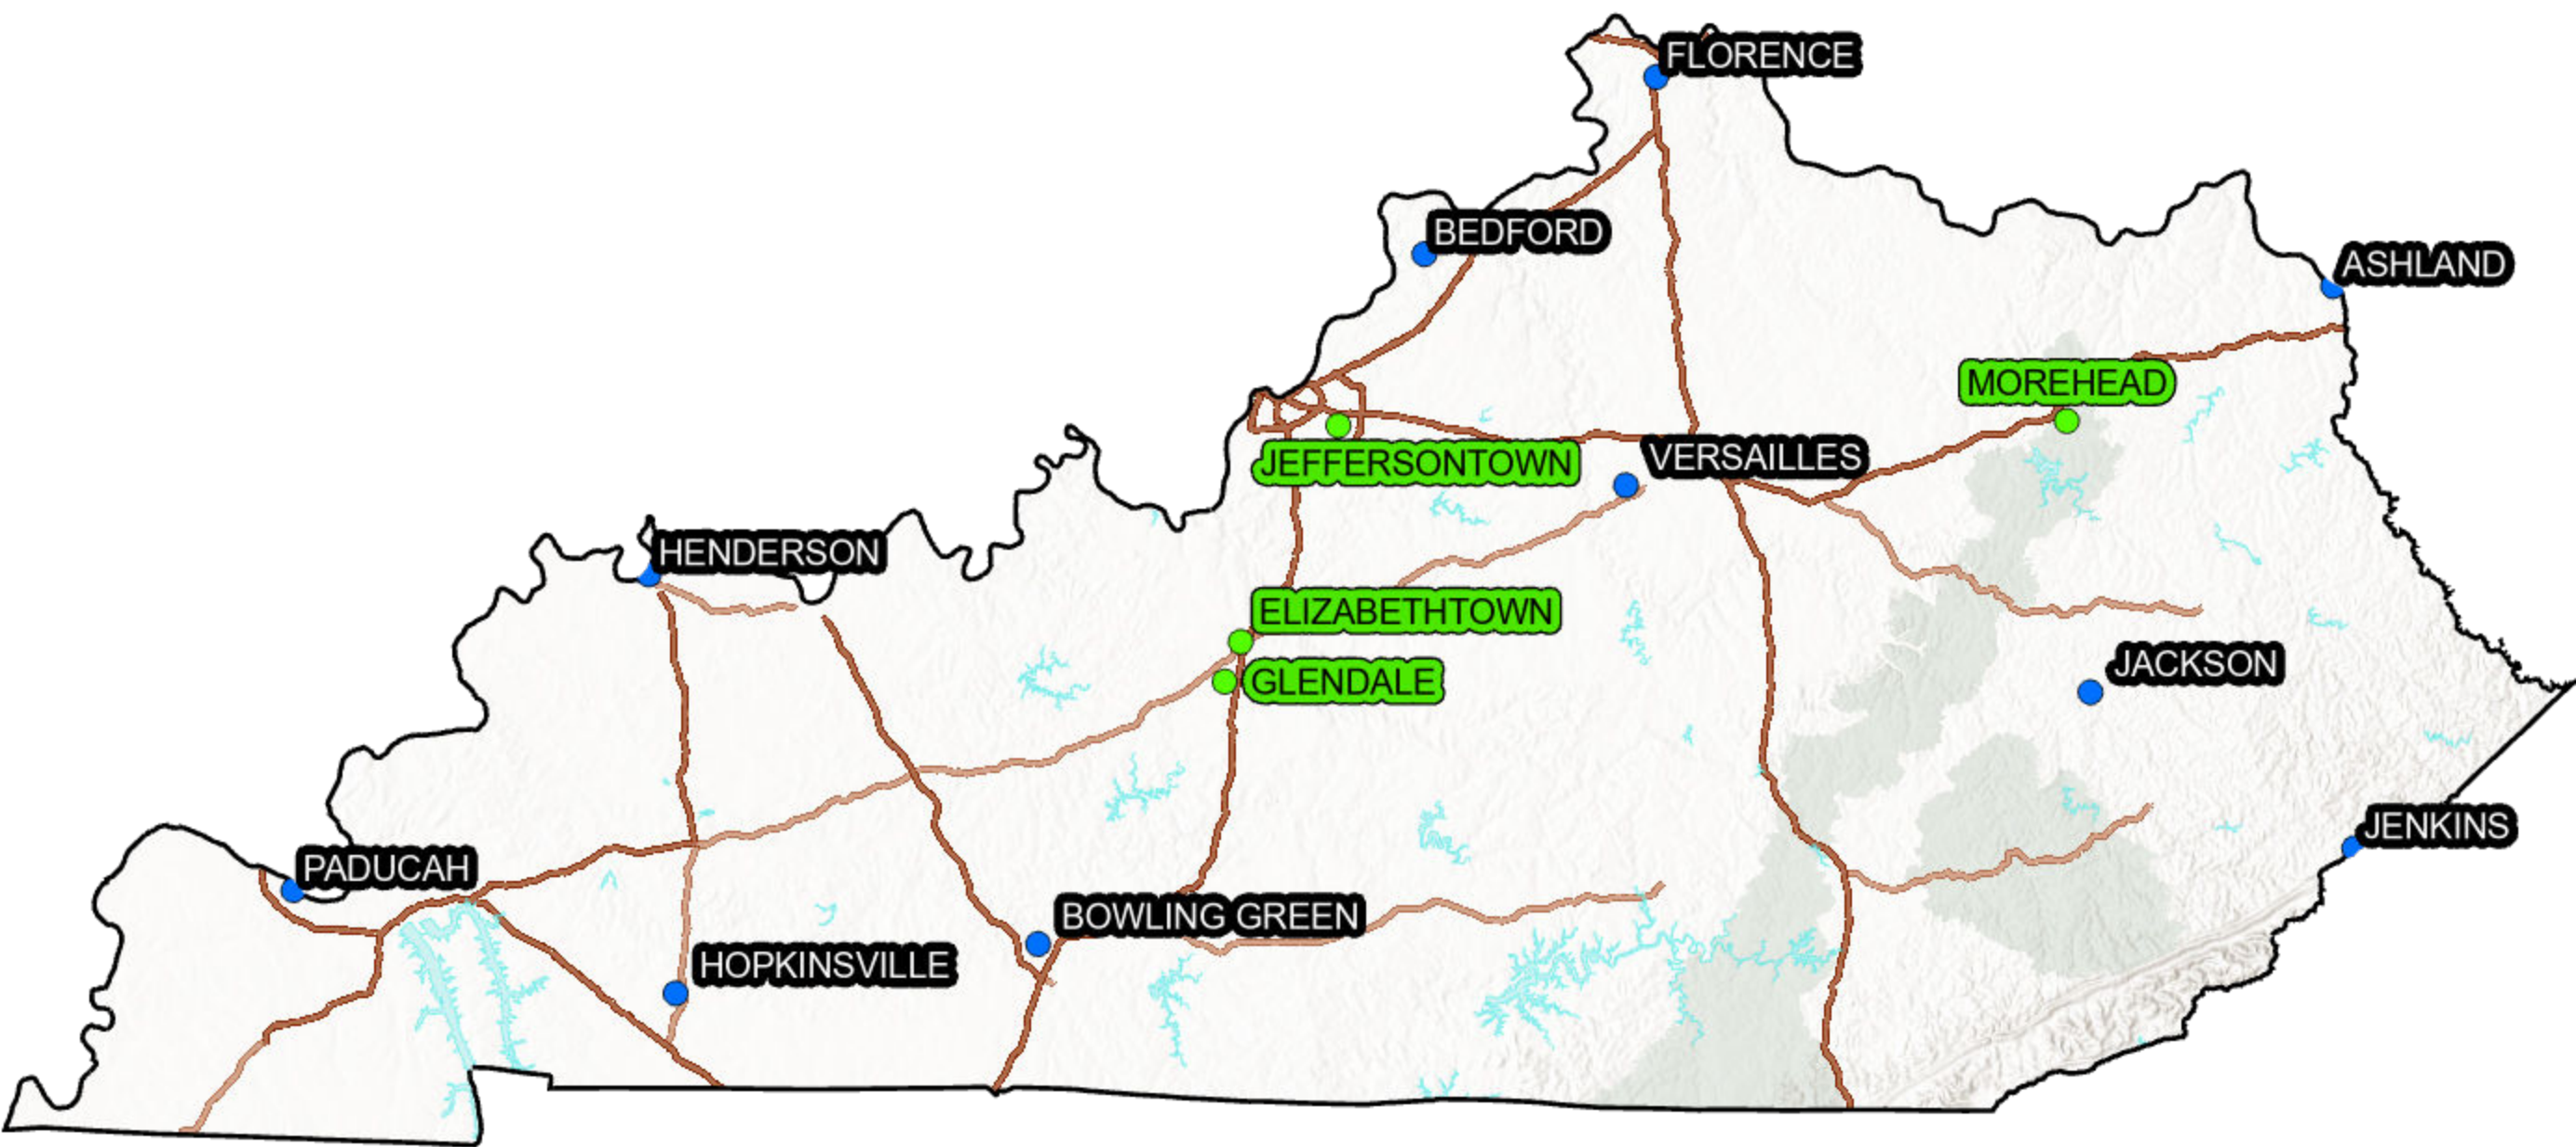 FLORENCE
BEDFORD
ASHLAND
MOREHEAD
JEFFERSONTOWN
VERSAILLES
HENDERSON
ELIZABETHTOWN
GLENDALE
JACKSON
JENKINS
PADUCAH
BOWLING GREEN
HOPKINSVILLE